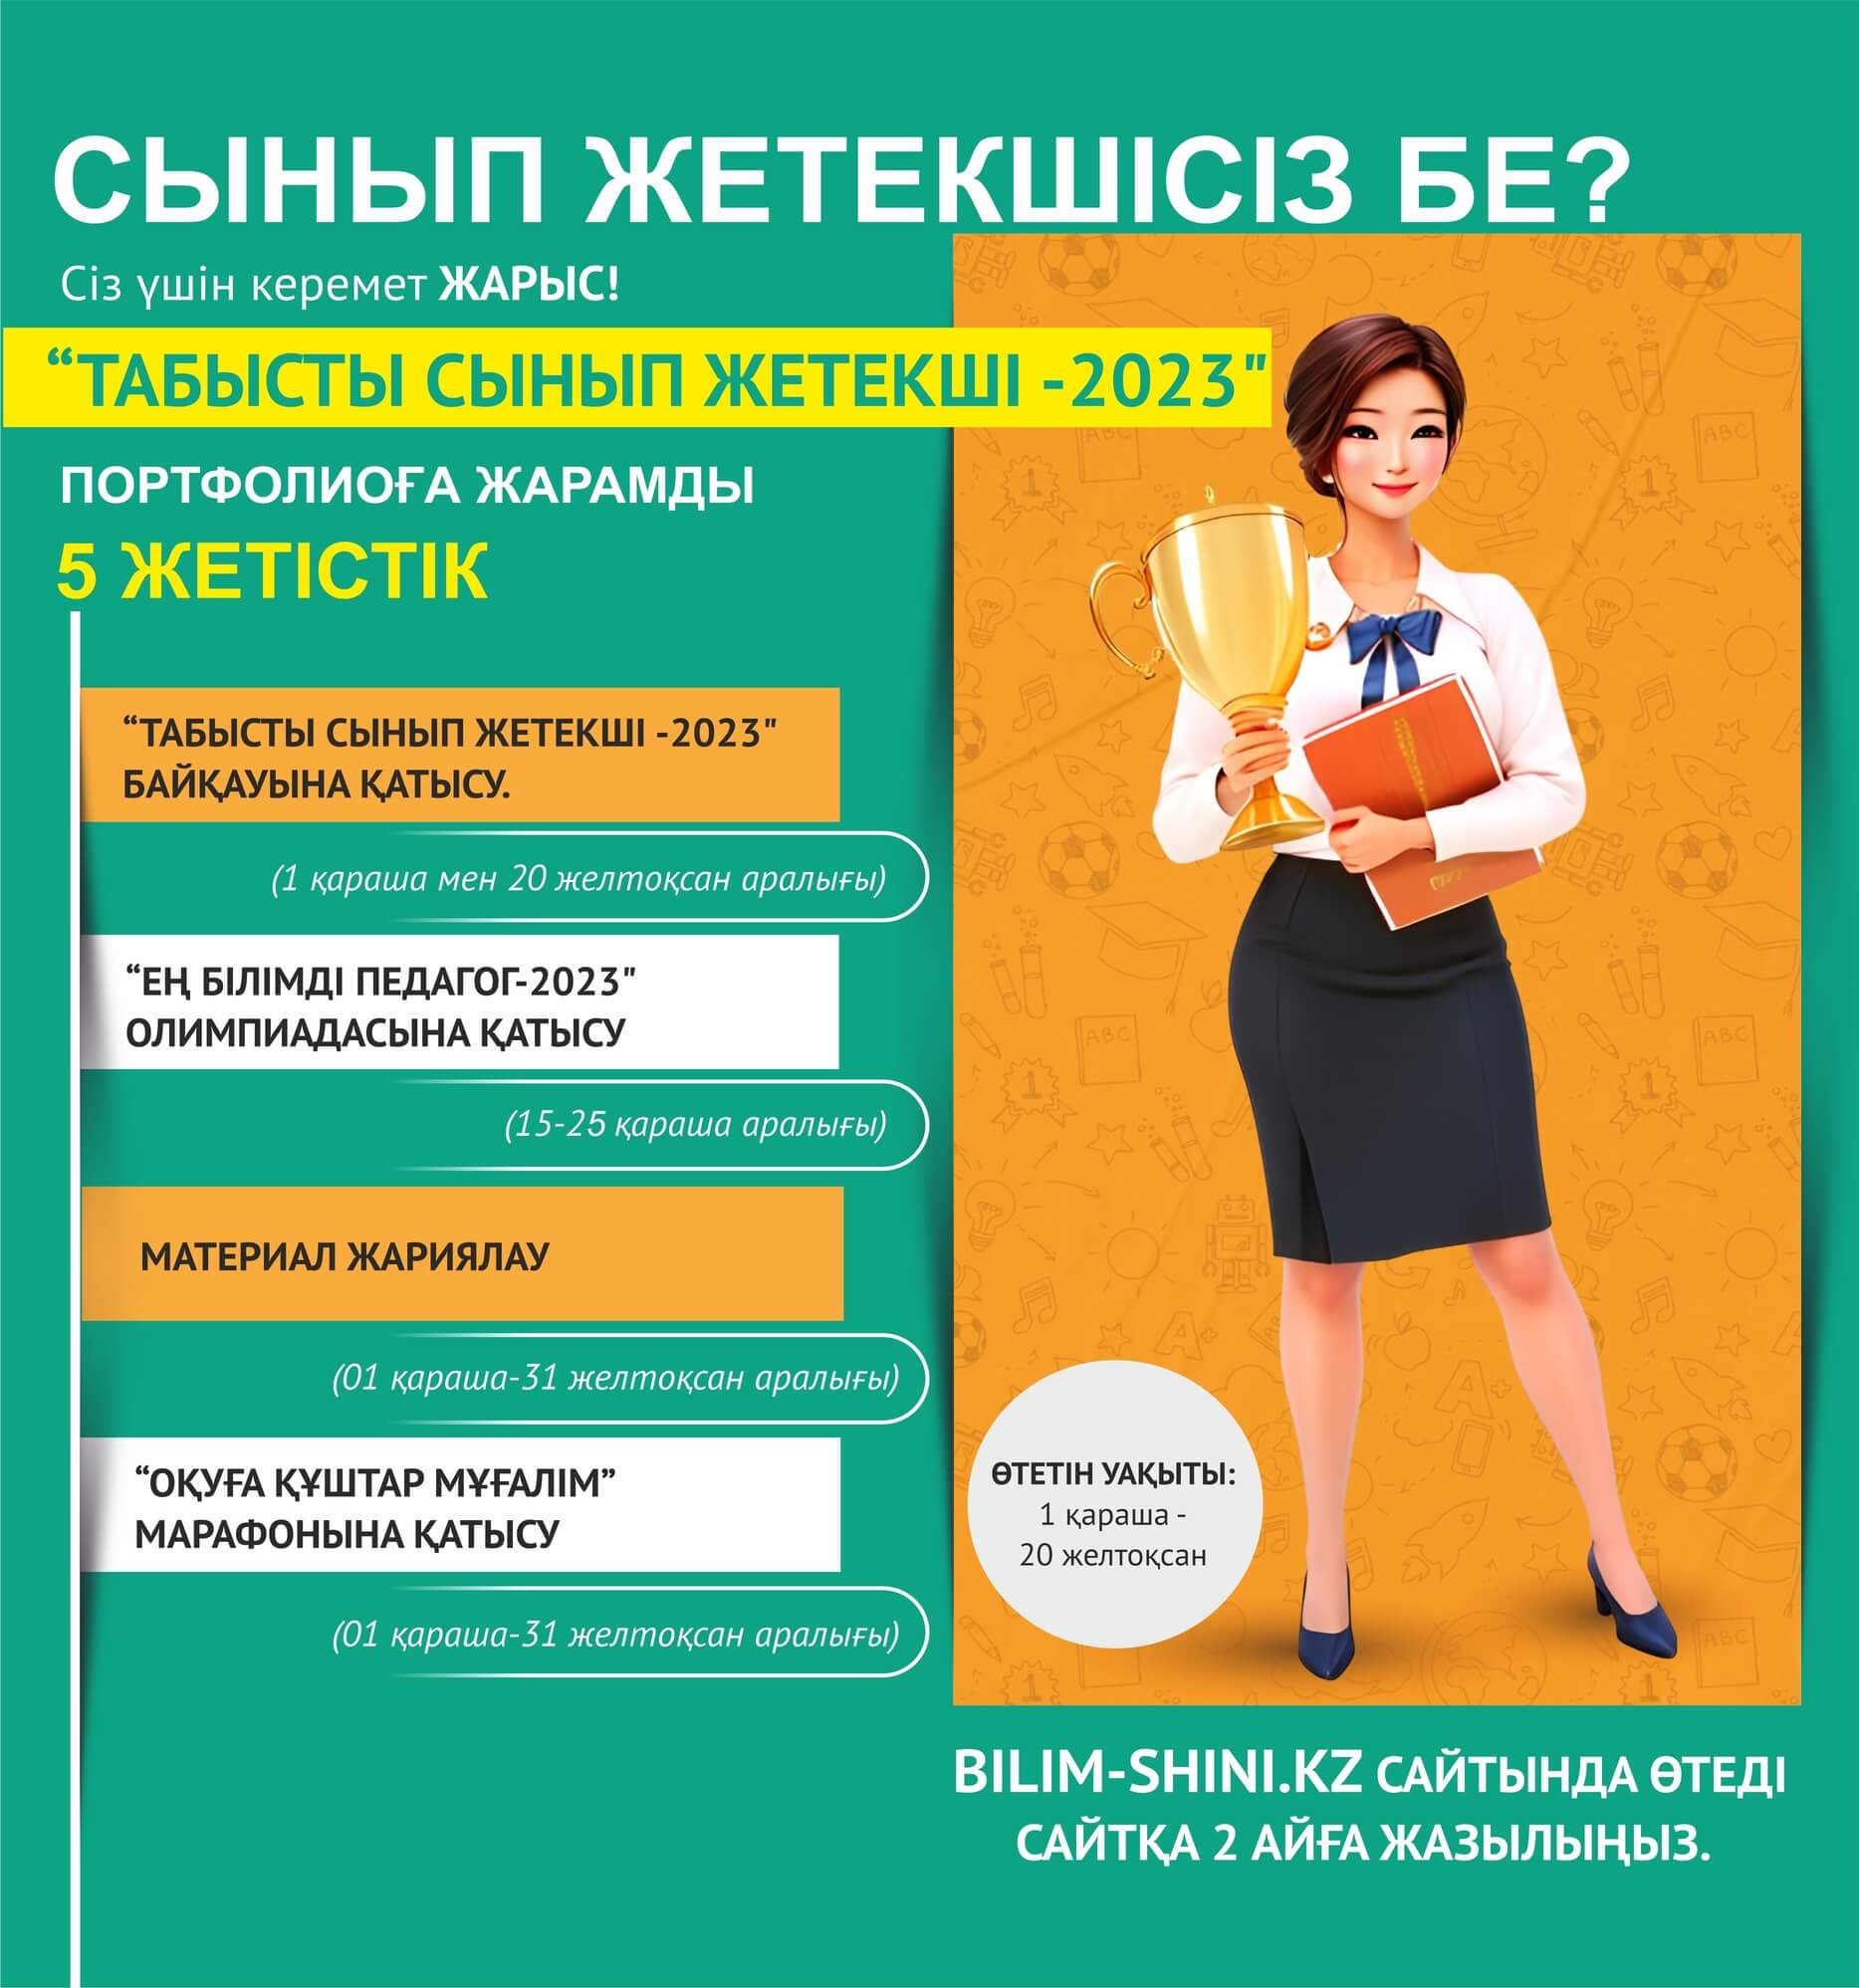 СЫНЫП ЖЕТЕКШІСІЗ БЕ?
Сіз үшін керемет ЖАРЫС!
“ТАБЫСТЫ СЫНЫП ЖЕТЕКШІ -2023"
ПОРТФОЛИОҒА ЖАРАМДЫ
5 ЖЕТІСТІК
“ТАБЫСТЫ СЫНЫП ЖЕТЕКШІ -2023"
БАЙҚАУЫНА ҚАТЫСУ.
(1 қараша мен 20 желтоқсан аралығы)
“ЕҢ БІЛІМДІ ПЕДАГОГ-2023"
ОЛИМПИАДАСЫНА ҚАТЫСУ
(15-25 қараша аралығы)
МАТЕРИАЛ ЖАРИЯЛАУ
(01 қараша-31 желтоқсан аралығы)
“ОҚУҒА ҚҰШТАР МҰҒАЛІМ”
МАРАФОНЫНА ҚАТЫСУ
(01 қараша-31 желтоқсан аралығы)
ӨТЕТІН УАҚЫТЫ:
1 қараша -
20 желтоқсан
BILIM-SHINI.KZ САЙТЫНДА ӨТЕДІ
САЙТҚА 2 АЙҒА ЖАЗЫЛЫҢЫЗ.